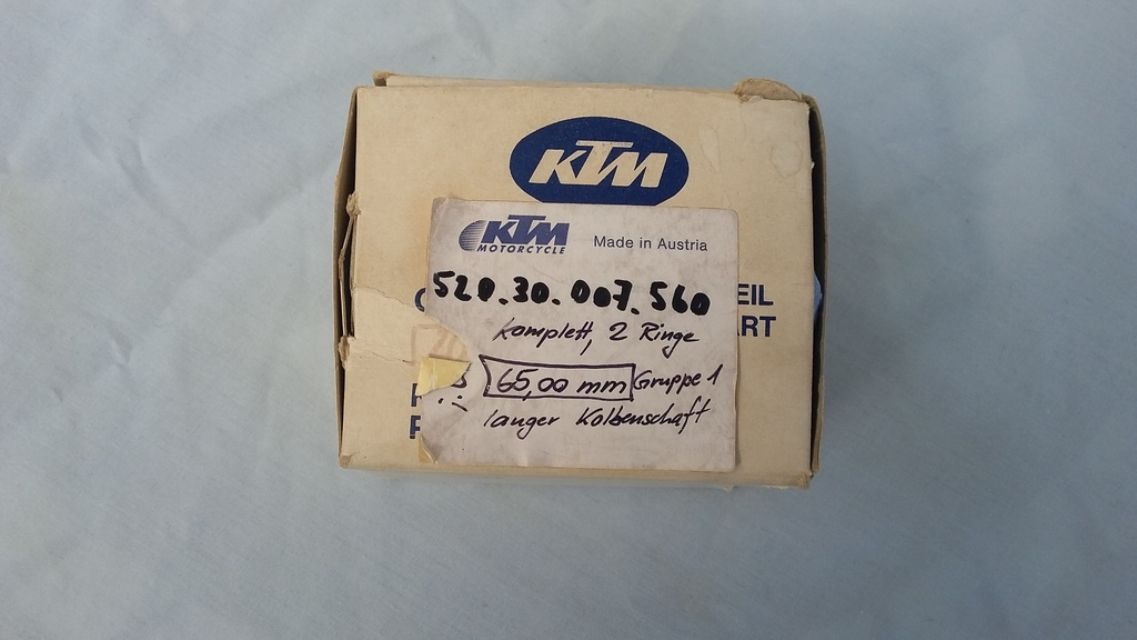 KTM
KTM
MOTORCYCLE
Made in Austria
520.30.007.560
EIL
ART
Komplett, 2 Ringe
65,00 mm Gruppe 1
langer Kolbenschaft